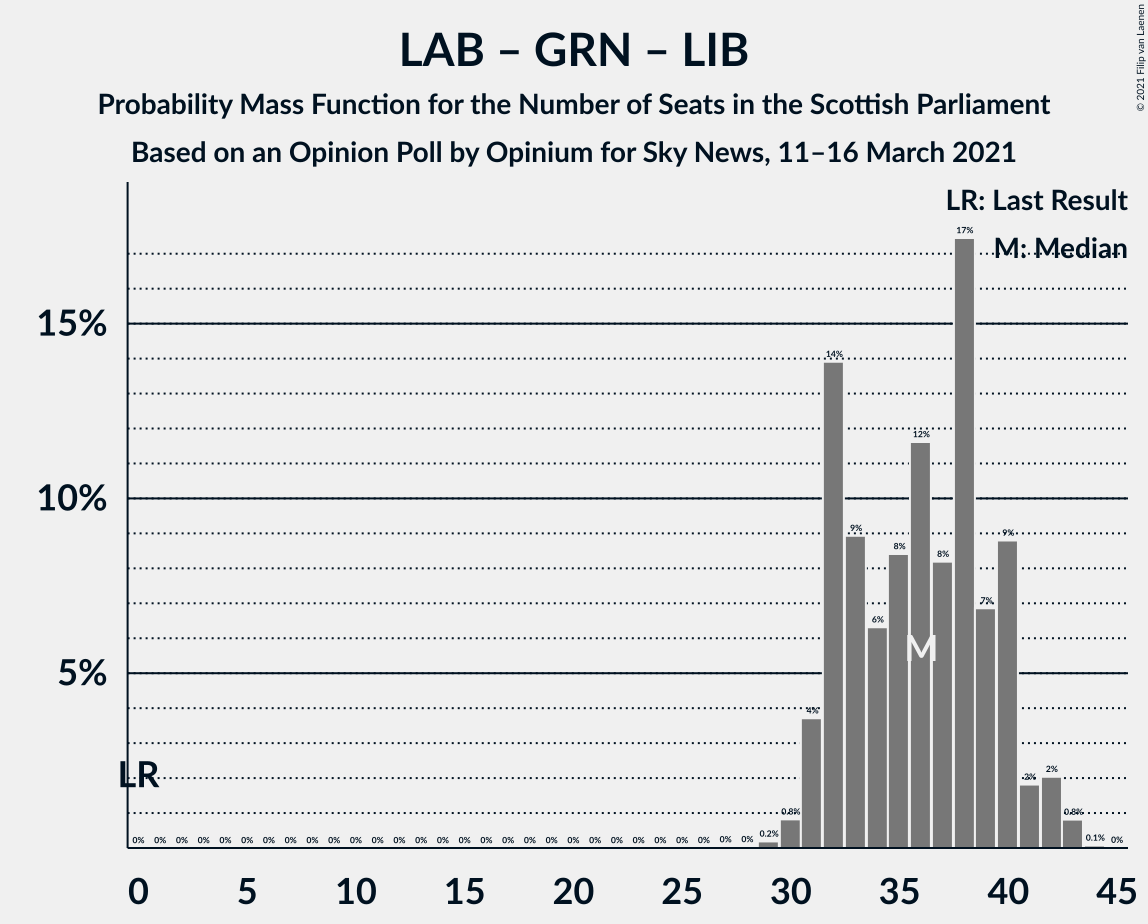 LAB – GRN – LIB
Probability Mass Function for the Number of Seats in the Scottish Parliament
Based on an Opinion Poll by Opinium for Sky News, 11–16 March 2021
© 2021 Filip van Laenen
LR: Last Result
M: Median
15%
10%
5%
LR
M
0% 0% 0% 0% 0% 0% 0% 0% 0% 0% 0% 0% 0% 0% 0% 0% 0% 0% 0% 0% 0% 0% 0% 0% 0% 0% 0% 0% 0% 0.2% 0.8% 4% 14% 9% 6% 8% 12% 8% 17% 7% 9% 2% 2% 0.8% 0.1% 0%
0 5 10 15 20 25 30 35 40 45